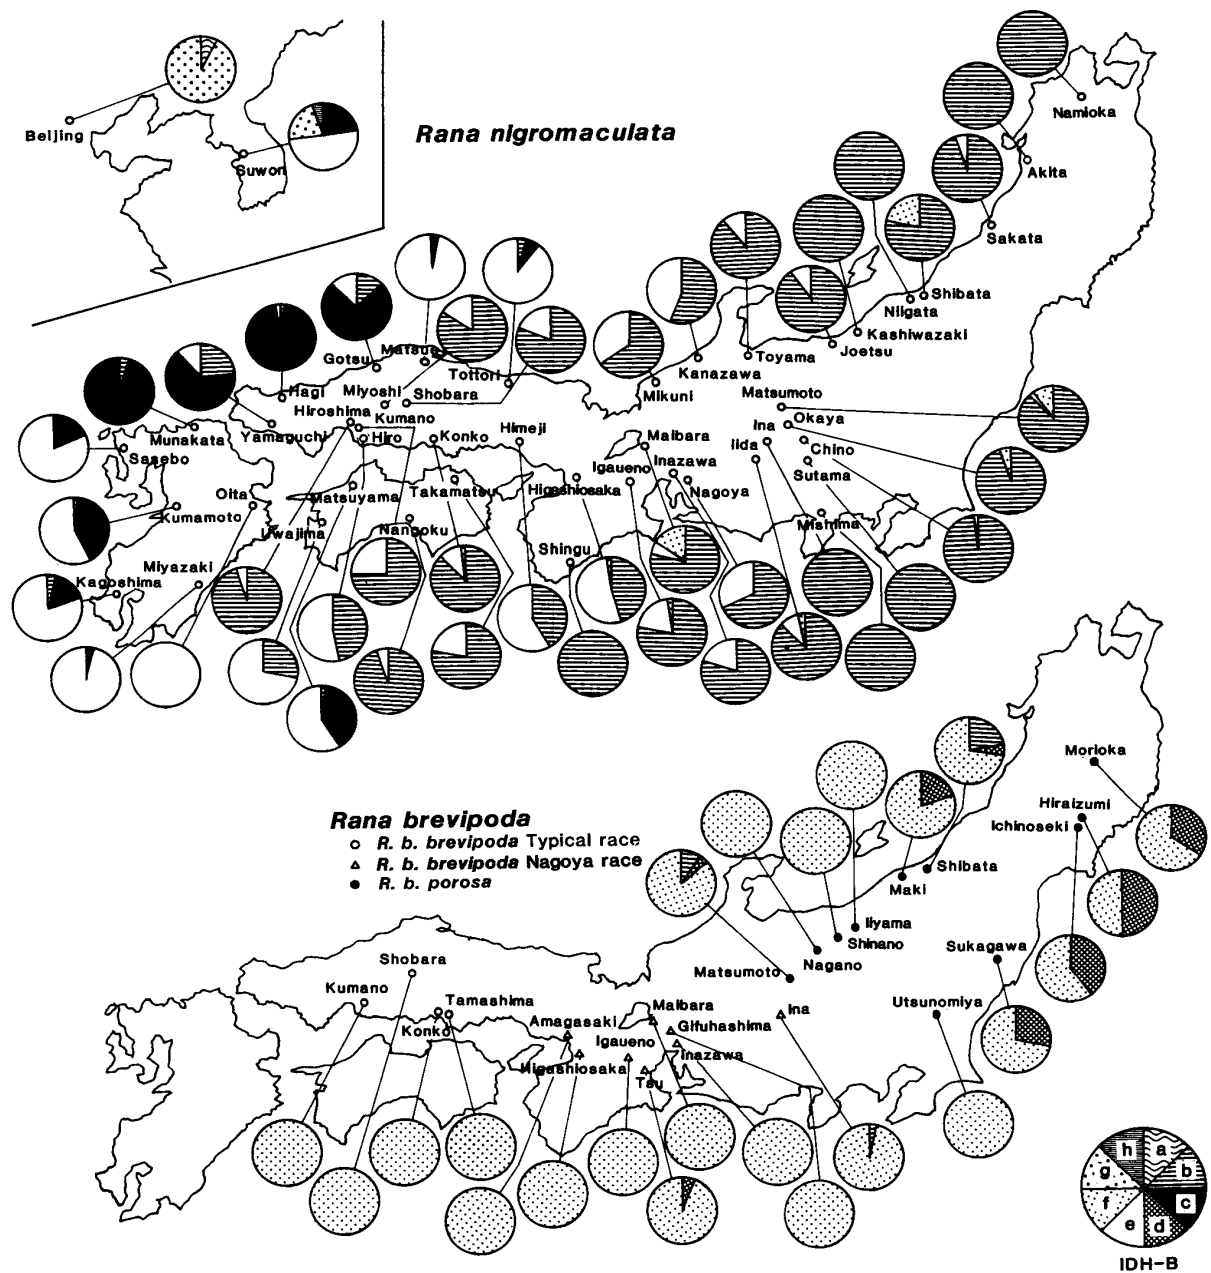 Beijing
Suwon
Rana nigromaculata
Namioka
Akita
Sakata
Shibata
Niigata
Kashiwazaki
Joetsu
Toyama
Kanazawa
Mikuni
Gotsu
Matsue
Tottori
Hagi
Miyoshi
Shobara
Hiroshima
Kumano
Yamaguchi
Hiro
Konko
Himeji
Munakata
Sasebo
Matsumoto
Okaya
Ina
Iida
Chino
Sutama
Maibara
Igaueno
Inazawa
Higashiosaka
Nagoya
Mishima
Oita
Kumamoto
Matsuyama
Takamatsu
Uwajima
Nangoku
Shingu
Miyazaki
Kagoshima
Rana brevipoda
R. b. brevipoda Typical race
R. b. brevipoda Nagoya race
R. b. porosa
Morioka
Hiraizumi
Ichinoseki
Shibata
Maki
Iiyama
Shinano
Nagano
Matsumoto
Sukagawa
Utsunomiya
Shobara
Kumano
Tamashima
Konko
Amagasaki
Maibara
Gifuhashima
Ina
Igaueno
Inazawa
Higashiosaka
Tsu
h a
g b
f c
e d
IDH-B